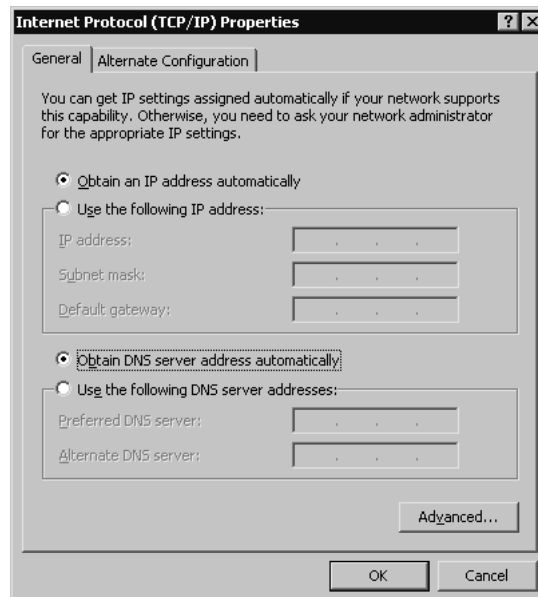 Internet Protocol (TCP/IP) Properties
? X
General
Alternate Configuration
You can get IP settings assigned automatically if your network supports
this capability. Otherwise, you need to ask your network administrator
for the appropriate IP settings.
Obtain an IP address automatically
Use the following IP address:
IP address:
Subnet mask:
Default gateway:
Obtain DNS server address automatically
Use the following DNS server addresses:
Preferred DNS server:
Alternate DNS server:
Advanced...
OK
Cancel